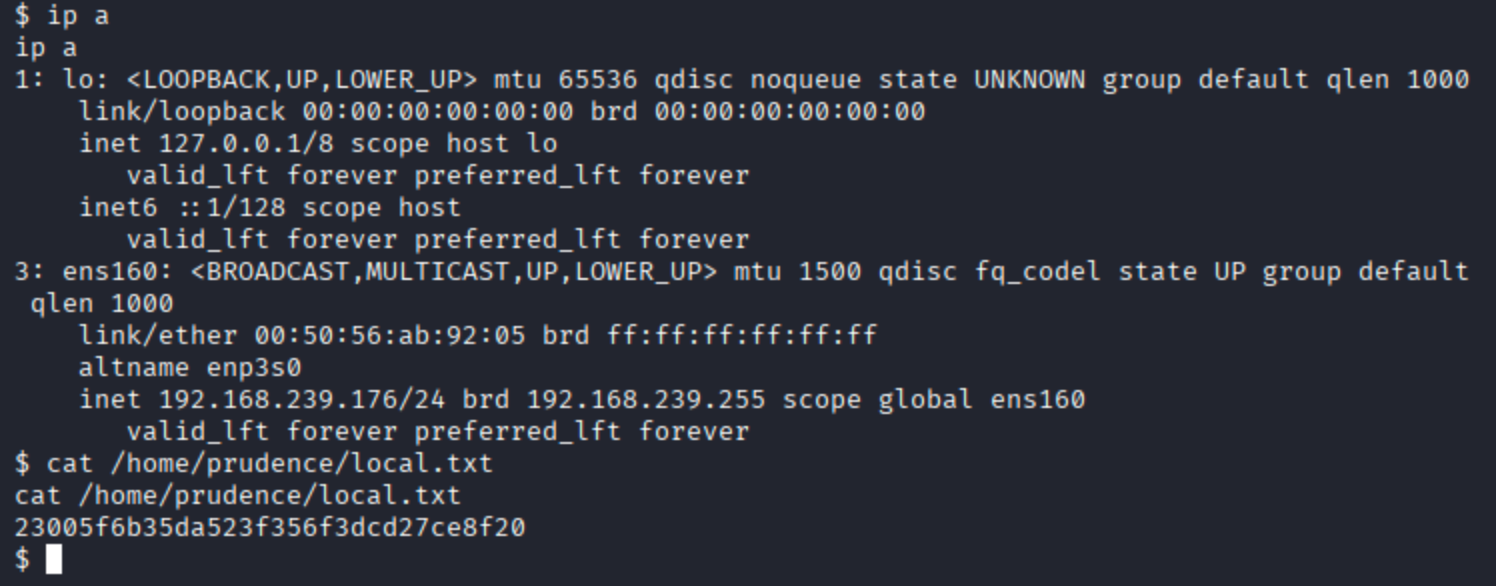 $ ip a
ip a
1: lo: <LOOPBACK,UP,LOWER_UP> mtu 65536 qdisc noqueue state UNKNOWN group default qlen 1000
    link/loopback 00:00:00:00:00:00 brd 00:00:00:00:00:00
    inet 127.0.0.1/8 scope host lo
       valid_lft forever preferred_lft forever
    inet6 ::1/128 scope host
       valid_lft forever preferred_lft forever
3: ens160: <BROADCAST,MULTICAST,UP,LOWER_UP> mtu 1500 qdisc fq_codel state UP group default
 qlen 1000
    link/ether 00:50:56:ab:92:05 brd ff:ff:ff:ff:ff:ff
    altname enp3s0
    inet 192.168.239.176/24 brd 192.168.239.255 scope global ens160
       valid_lft forever preferred_lft forever
$ cat /home/prudence/local.txt
cat /home/prudence/local.txt
23005f6b35da523f356f3dcd27ce8f20
$